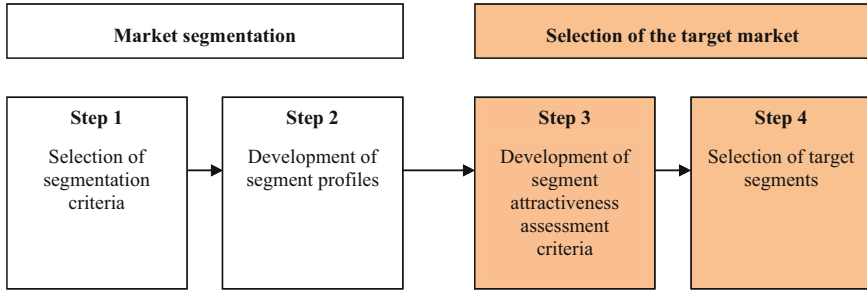 Market segmentation
Selection of the target market
Step 1
Selection of
segmentation
criteria
Step 2
Development of
segment profiles
Step 3
Development of
segment
attractiveness
assessment
criteria
Step 4
Selection of target
segments